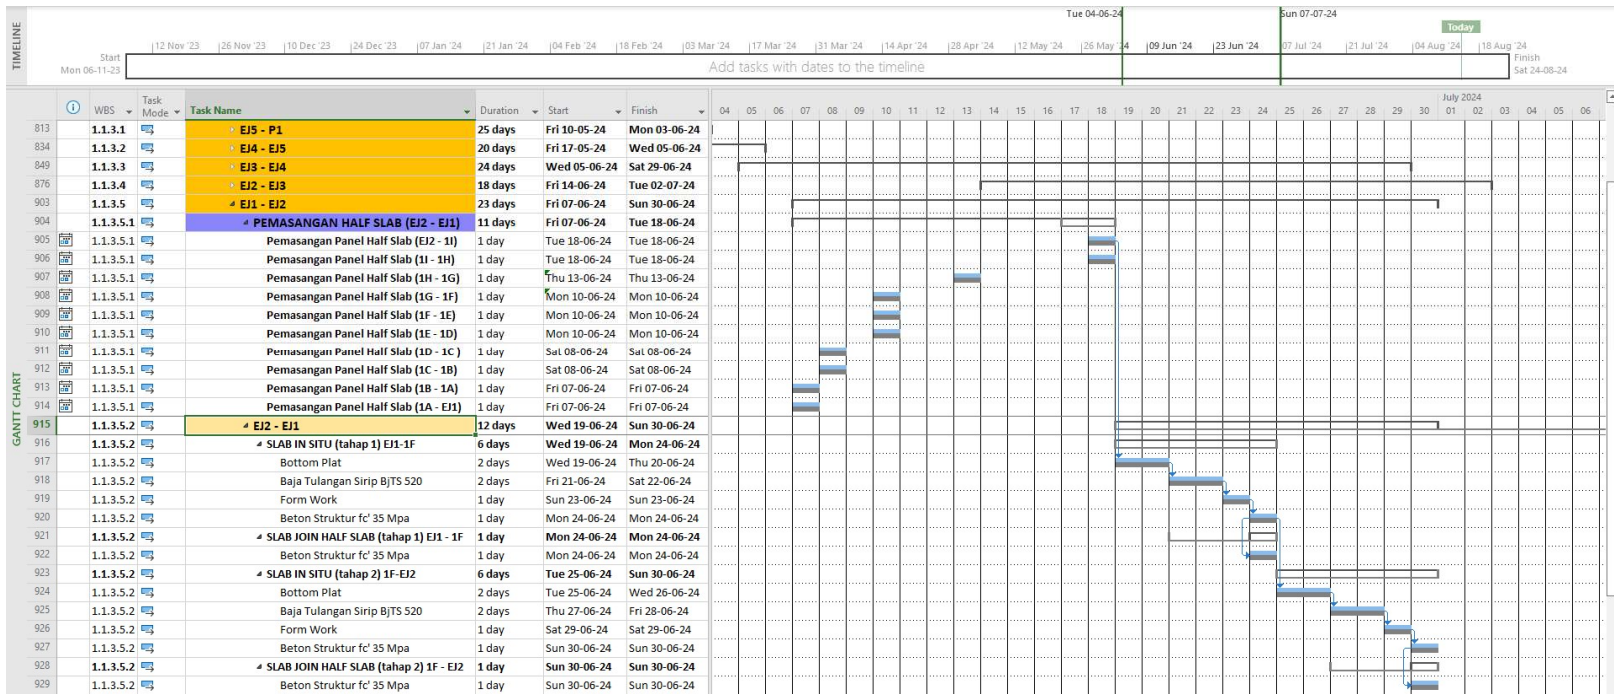 TIMELINE
Tue 04-06-24 Sun 07-07-24
Today
12 Nov '23 26 Nov '23 10 Dec '23 24 Dec '23 07 Jan '24 21 Jan '24 04 Feb '24 18 Feb '24 03 Mar '24 17 Mar '24 31 Mar '24 14 Apr '24 28 Apr '24 12 May '24 26 May '24 09 Jun '24 23 Jun '24 07 Jul '24 21 Jul '24 04 Aug '24 18 Aug '24
Start
Mon 06-11-23
Add tasks with dates to the timeline
Finish
Sat 24-08-24
GANTT CHART
WBS Task Mode Task Name Duration Start Finish
July 2024
04 05 06 07 08 09 10 11 12 13 14 15 16 17 18 19 20 21 22 23 24 25 26 27 28 29 30 01 02 03 04 05 06
813 1.1.3.1 EJ5 - P1 25 days Fri 10-05-24 Mon 03-06-24
834 1.1.3.2 EJ4 - EJ5 20 days Fri 17-05-24 Wed 05-06-24
849 1.1.3.3 EJ3 - EJ4 24 days Wed 05-06-24 Sat 29-06-24
876 1.1.3.4 EJ2 - EJ3 18 days Fri 14-06-24 Tue 02-07-24
903 1.1.3.5 EJ1 - EJ2 23 days Fri 07-06-24 Sun 30-06-24
904 1.1.3.5.1 PEMASANGAN HALF SLAB (EJ2 - EJ1) 11 days Fri 07-06-24 Tue 18-06-24
905 1.1.3.5.1 Pemasangan Panel Half Slab (EJ2 - 1I) 1 day Tue 18-06-24 Tue 18-06-24
906 1.1.3.5.1 Pemasangan Panel Half Slab (1I - 1H) 1 day Tue 18-06-24 Tue 18-06-24
907 1.1.3.5.1 Pemasangan Panel Half Slab (1H - 1G) 1 day Thu 13-06-24 Thu 13-06-24
908 1.1.3.5.1 Pemasangan Panel Half Slab (1G - 1F) 1 day Mon 10-06-24 Mon 10-06-24
909 1.1.3.5.1 Pemasangan Panel Half Slab (1F - 1E) 1 day Mon 10-06-24 Mon 10-06-24
910 1.1.3.5.1 Pemasangan Panel Half Slab (1E - 1D) 1 day Mon 10-06-24 Mon 10-06-24
911 1.1.3.5.1 Pemasangan Panel Half Slab (1D - 1C ) 1 day Sat 08-06-24 Sat 08-06-24
912 1.1.3.5.1 Pemasangan Panel Half Slab (1C - 1B) 1 day Sat 08-06-24 Sat 08-06-24
913 1.1.3.5.1 Pemasangan Panel Half Slab (1B - 1A) 1 day Fri 07-06-24 Fri 07-06-24
914 1.1.3.5.1 Pemasangan Panel Half Slab (1A - EJ1) 1 day Fri 07-06-24 Fri 07-06-24
915 1.1.3.5.2 EJ2 - EJ1 12 days Wed 19-06-24 Sun 30-06-24
916 1.1.3.5.2 SLAB IN SITU (tahap 1) EJ1-1F 6 days Wed 19-06-24 Mon 24-06-24
917 1.1.3.5.2 Bottom Plat 2 days Wed 19-06-24 Thu 20-06-24
918 1.1.3.5.2 Baja Tulangan Sirip BjTS 520 2 days Fri 21-06-24 Sat 22-06-24
919 1.1.3.5.2 Form Work 1 day Sun 23-06-24 Sun 23-06-24
920 1.1.3.5.2 Beton Struktur fc' 35 Mpa 1 day Mon 24-06-24 Mon 24-06-24
921 1.1.3.5.2 SLAB JOIN HALF SLAB (tahap 1) EJ1 - 1F 1 day Mon 24-06-24 Mon 24-06-24
922 1.1.3.5.2 Beton Struktur fc' 35 Mpa 1 day Mon 24-06-24 Mon 24-06-24
923 1.1.3.5.2 SLAB IN SITU (tahap 2) 1F-EJ2 6 days Tue 25-06-24 Sun 30-06-24
924 1.1.3.5.2 Bottom Plat 2 days Tue 25-06-24 Wed 26-06-24
925 1.1.3.5.2 Baja Tulangan Sirip BjTS 520 2 days Thu 27-06-24 Fri 28-06-24
926 1.1.3.5.2 Form Work 1 day Sat 29-06-24 Sat 29-06-24
927 1.1.3.5.2 Beton Struktur fc' 35 Mpa 1 day Sun 30-06-24 Sun 30-06-24
928 1.1.3.5.2 SLAB JOIN HALF SLAB (tahap 2) 1F - EJ2 1 day Sun 30-06-24 Sun 30-06-24
929 1.1.3.5.2 Beton Struktur fc' 35 Mpa 1 day Sun 30-06-24 Sun 30-06-24